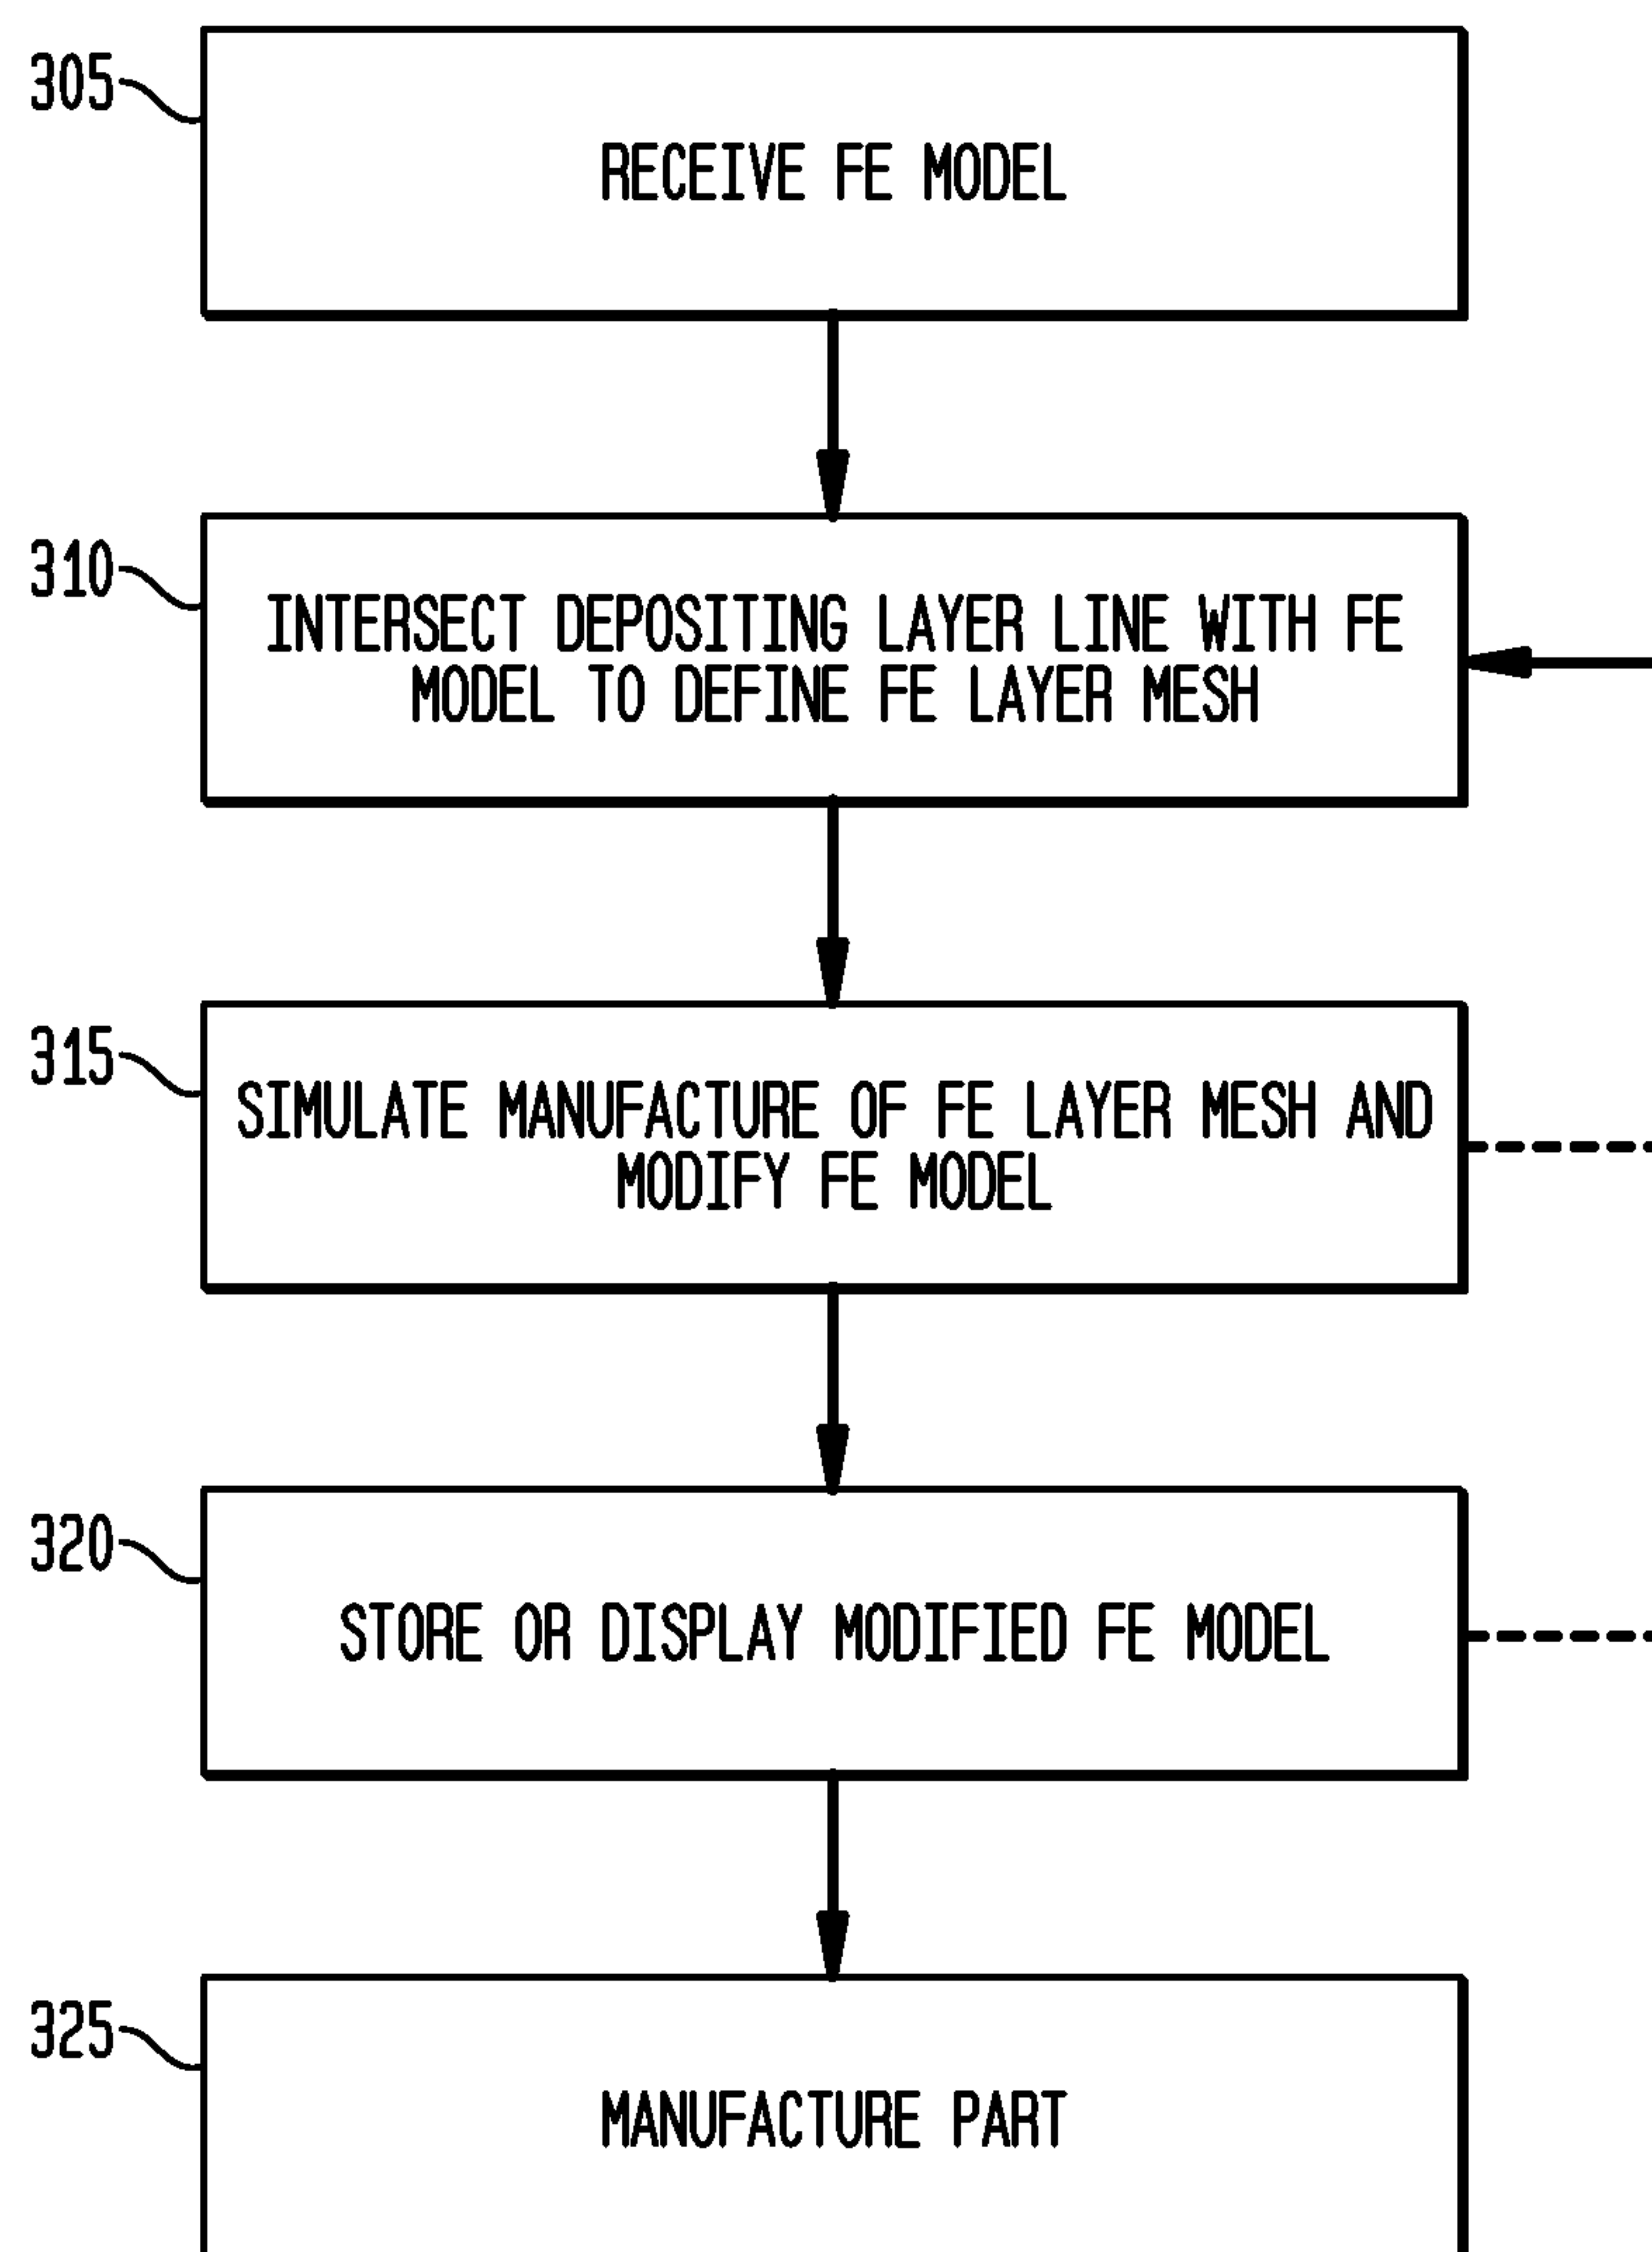 305
RECEIVE FE MODEL
310
INTERSECT DEPOSITING LAYER LINE WITH FE
MODEL TO DEFINE FE LAYER MESH
315
SIMULATE MANUFACTURE OF FE LAYER MESH AND
MODIFY FE MODEL
320
STORE OR DISPLAY MODIFIED FE MODEL
325
MANUFACTURE PART